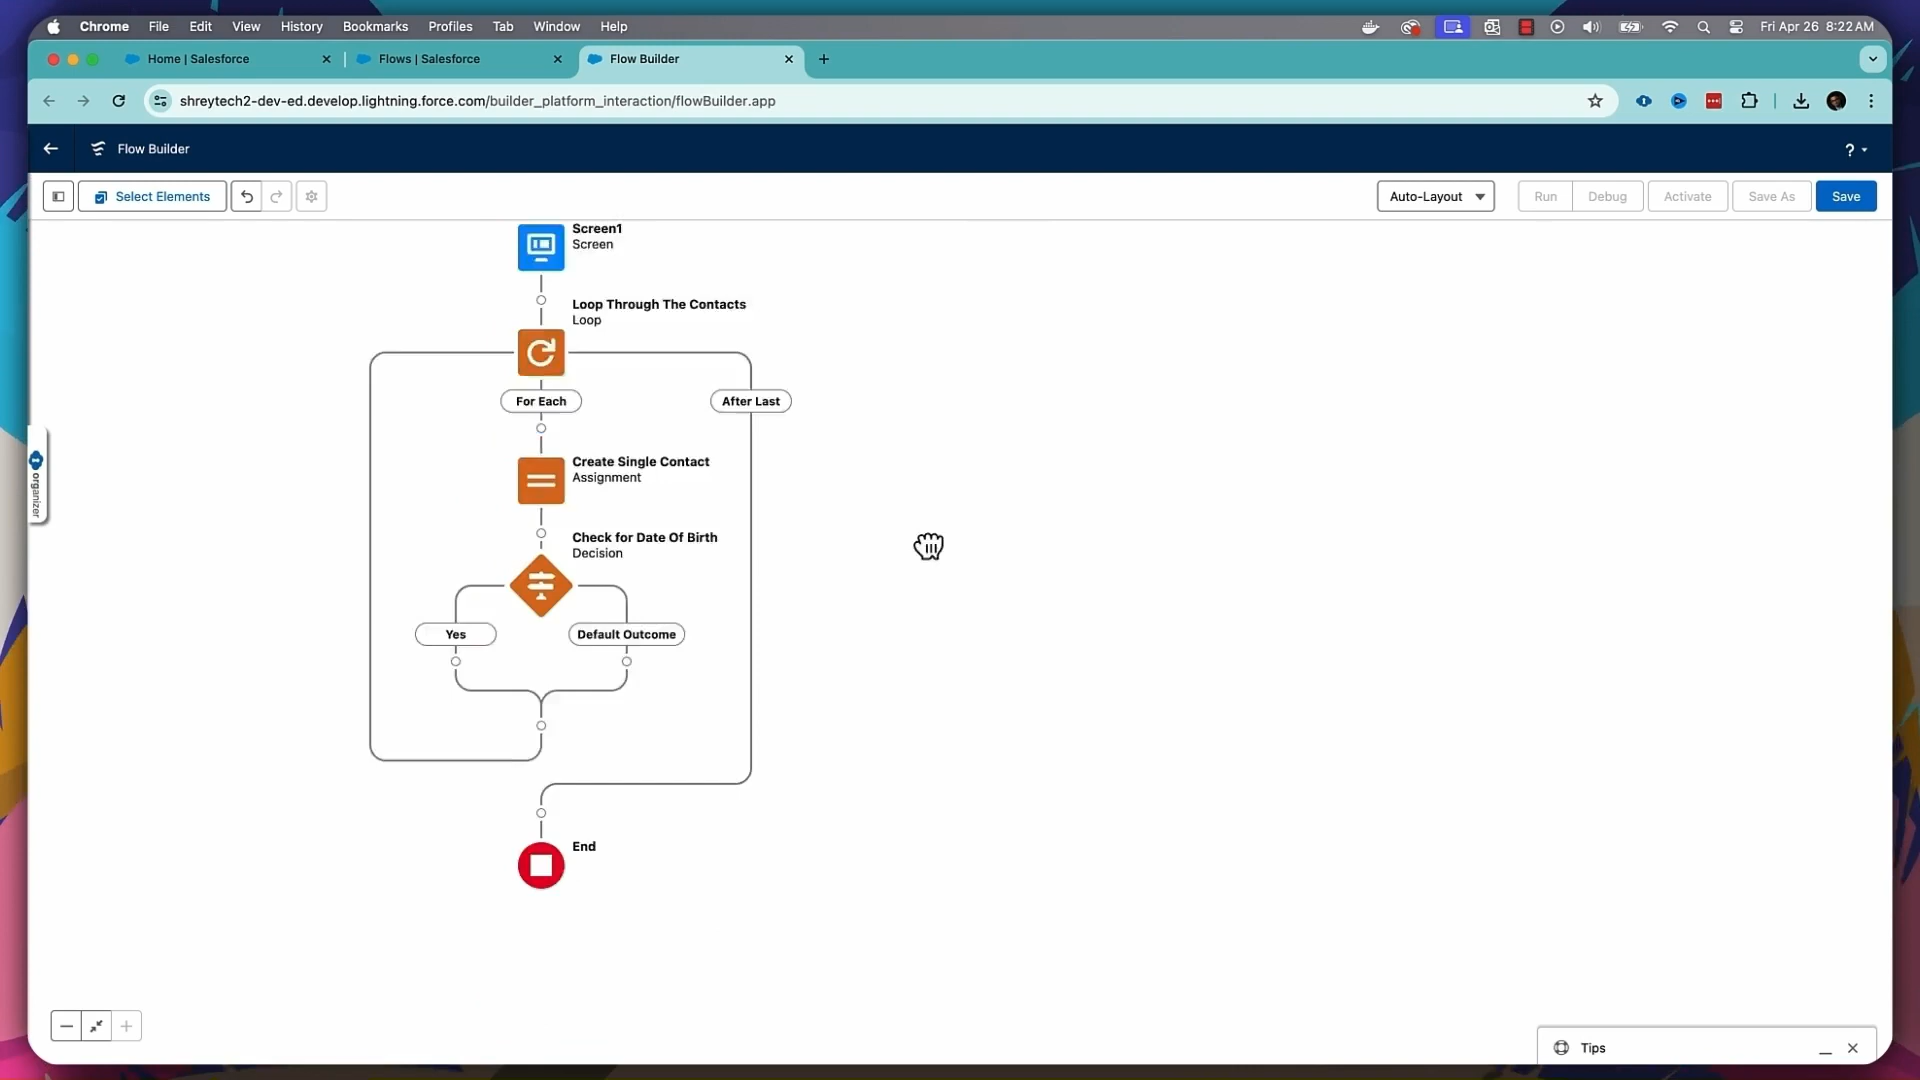 Chrome File Edit View History Bookmarks Profiles Tab Window Help Fri Apr 26 8:22 AM
Home | Salesforce Flows | Salesforce Flow Builder
shreytech2-dev-ed.develop.lightning.force.com/builder_platform_interaction/flowBuilder.app
Flow Builder ?
Select Elements Auto-Layout Run Debug Activate Save As Save
Screen1
Screen
Loop Through The Contacts
Loop
For Each After Last
Create Single Contact
Assignment
organizer
Check for Date Of Birth
Decision
Yes Default Outcome
End
Tips